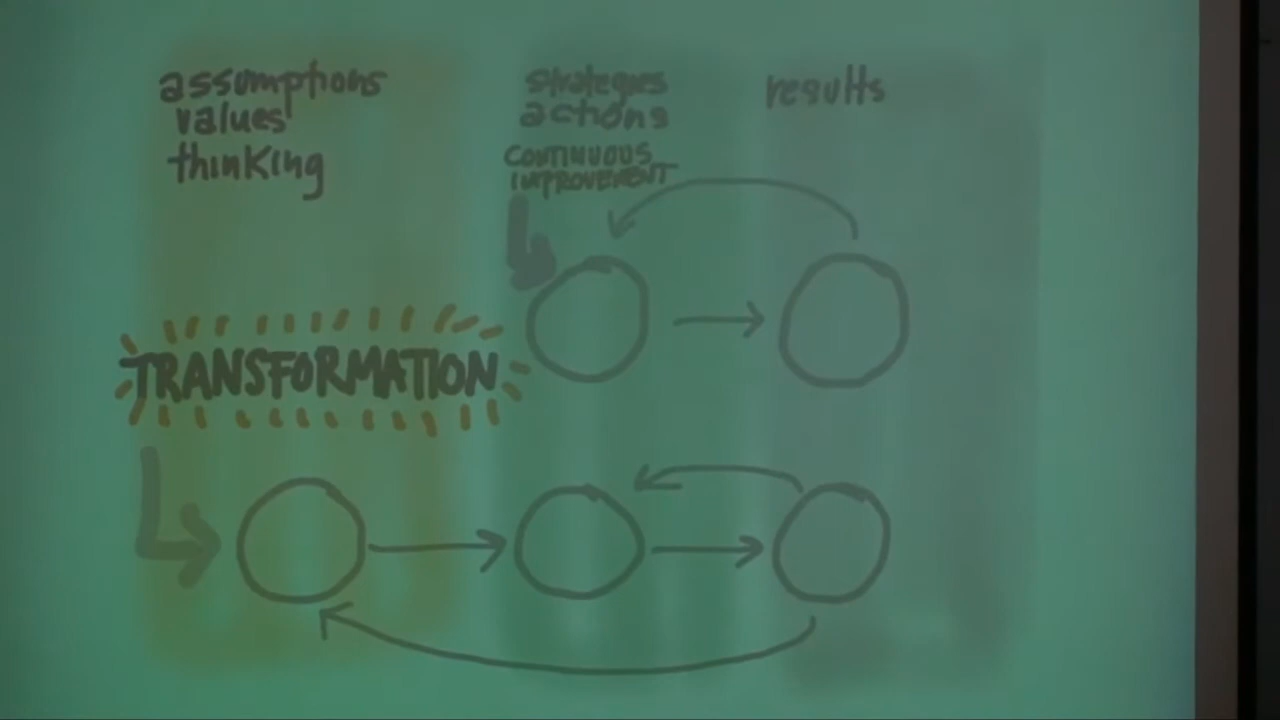 assumptions
values
thinking
strategies
actions
CONTINUOUS
IMPROVEMENT
results
TRANSFORMATION